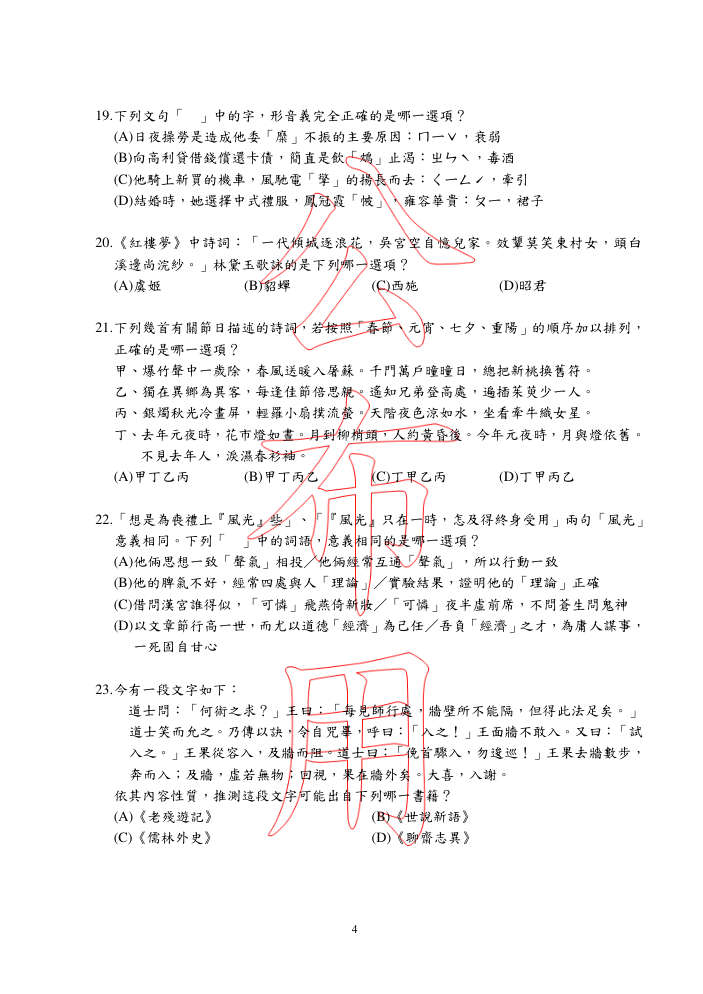 19.下列文句「　」中的字，形音義完全正確的是哪一選項？
(A)日夜操勞是造成他委「糜」不振的主要原因：ㄇㄧˇ，衰弱
(B)向高利貸借錢償還卡債，簡直是飲「鴆」止渴：ㄓㄣˋ，毒酒
(C)他騎上新買的機車，風馳電「擎」的揚長而去：ㄑㄧㄥˊ，牽引
(D)結婚時，她選擇中式禮服，鳳冠霞「帔」，雍容華貴：ㄆㄧ，裙子
20.《紅樓夢》中詩詞：「一代傾城逐浪花，吳宮空自憶兒家。效顰莫笑東村女，頭白
溪邊尚浣紗。」林黛玉歌詠的是下列哪一選項？
(A)虞姬 (B)貂蟬 (C)西施 (D)昭君
21.下列幾首有關節日描述的詩詞，若按照「春節、元宵、七夕、重陽」的順序加以排列，
正確的是哪一選項？
甲、爆竹聲中一歲除，春風送暖入屠蘇。千門萬戶曈曈日，總把新桃換舊符。
乙、獨在異鄉為異客，每逢佳節倍思親。遙知兄弟登高處，遍插茱萸少一人。
丙、銀燭秋光冷畫屏，輕羅小扇撲流螢。天階夜色涼如水，坐看牽牛織女星。
丁、去年元夜時，花市燈如晝。月到柳梢頭，人約黃昏後。今年元夜時，月與燈依舊。
不見去年人，淚濕春衫袖。
(A)甲丁乙丙 (B)甲丁丙乙 (C)丁甲乙丙 (D)丁甲丙乙
22.「想是為喪禮上『風光』些」、「『風光』只在一時，怎及得終身受用」兩句「風光」
意義相同。下列「　」中的詞語，意義相同的是哪一選項？
(A)他倆思想一致「聲氣」相投／他倆經常互通「聲氣」，所以行動一致
(B)他的脾氣不好，經常四處與人「理論」／實驗結果，證明他的「理論」正確
(C)借問漢宮誰得似，「可憐」飛燕倚新妝／「可憐」夜半虛前席，不問蒼生問鬼神
(D)以文章節行高一世，而尤以道德「經濟」為己任／吾負「經濟」之才，為庸人謀事，
一死固自甘心
23.今有一段文字如下：
道士問：「何術之求？」王曰：「每見師行處，牆壁所不能隔，但得此法足矣。」
道士笑而允之。乃傳以訣，令自咒畢，呼曰：「入之！」王面牆不敢入。又曰：「試
入之。」王果從容入，及牆而阻。道士曰：「俛首驟入，勿逡巡！」王果去牆數步，
奔而入；及牆，虛若無物；回視，果在牆外矣。大喜，入謝。
依其內容性質，推測這段文字可能出自下列哪一書籍？
(A)《老殘遊記》 (B)《世說新語》
(C)《儒林外史》 (D)《聊齋志異》
公布用
4